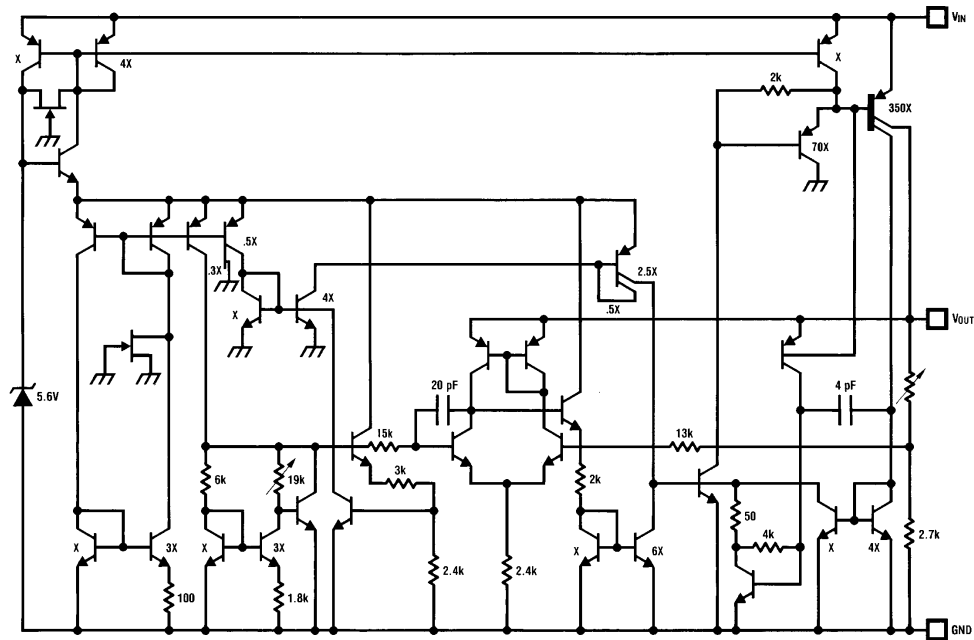 VIN
X
4X
X
2k
350X
70X
.5X
.3X
4X
X
2.5X
.5X
VOUT
5.6V
20 pF
4 pF
15k
13k
6k
19k
3k
2k
50
4k
2.7k
X
3X
X
3X
X
6X
X
4X
100
1.8k
2.4k
2.4k
GND